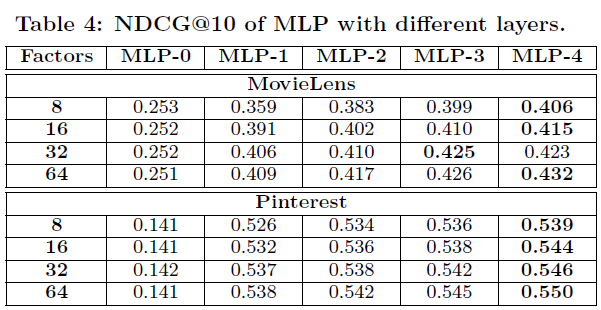 Table 4: NDCG@10 of MLP with different layers.
Factors MLP-0 MLP-1 MLP-2 MLP-3 MLP-4
MovieLens
8 0.253 0.359 0.383 0.399 0.406
16 0.252 0.391 0.402 0.410 0.415
32 0.252 0.406 0.410 0.425 0.423
64 0.251 0.409 0.417 0.426 0.432
Pinterest
8 0.141 0.526 0.534 0.536 0.539
16 0.141 0.532 0.536 0.538 0.544
32 0.142 0.537 0.538 0.542 0.546
64 0.141 0.538 0.542 0.545 0.550